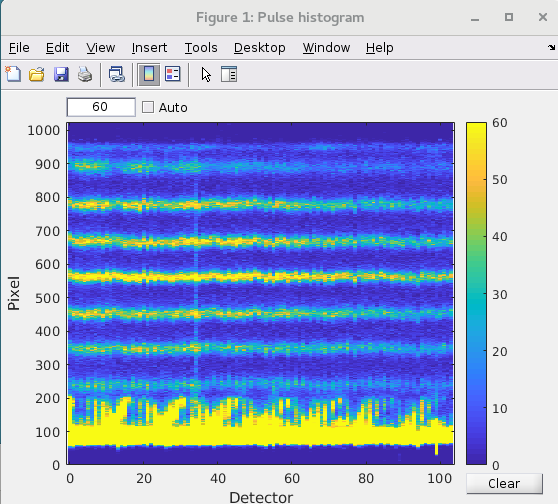 Figure 1: Pulse histogram
File Edit View Insert Tools Desktop Window Help
60 Auto
1000
900
800
700
600
500
400
300
200
100
0
Pixel
0 20 40 60 80 100
Detector
60
50
40
30
20
10
0
Clear